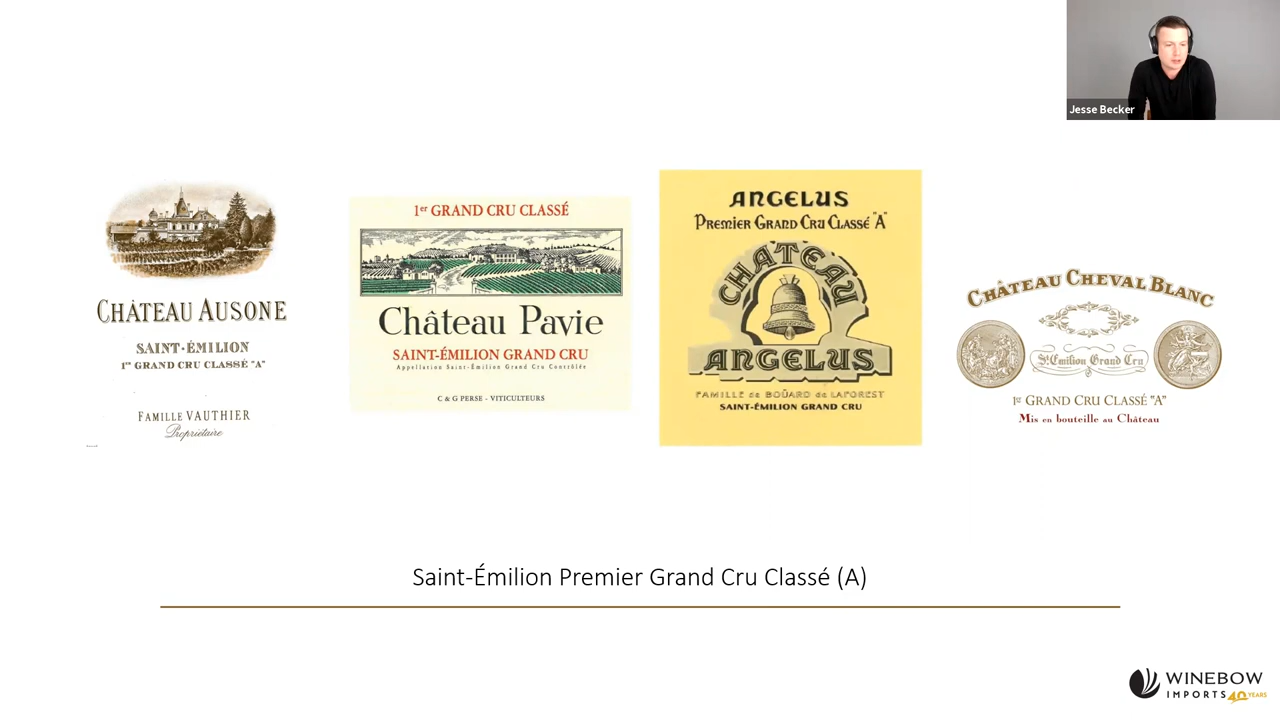 Jesse Becker
CHÂTEAU AUSONE
SAINT-ÉMILION
1er GRAND CRU CLASSÉ "A"
FAMILLE VAUTHIER
Propriétaire
1er GRAND CRU CLASSÉ
Château Pavie
SAINT-ÉMILION GRAND CRU
Appellation Saint-Émilion Grand Cru Contrôlée
C & G PERSE - VITICULTEURS
ANGELUS
PREMIER GRAND CRU CLASSÉ "A"
CHATEAU
ANGELUS
FAMILLE DE BOÜARD DE LAFOREST
SAINT-ÉMILION GRAND CRU
CHÂTEAU CHEVAL BLANC
St Emilion Grand Cru
1er GRAND CRU CLASSÉ "A"
Mis en bouteille au Château
Saint-Émilion Premier Grand Cru Classé (A)
WINEBOW
IMPORTS 40 YEARS